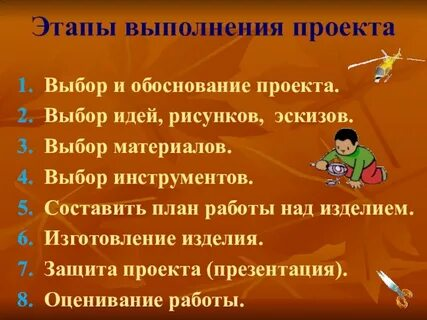 Этапы выполнения проекта
1. Выбор и обоснование проекта.
2. Выбор идей, рисунков, эскизов.
3. Выбор материалов.
4. Выбор инструментов.
5. Составить план работы над изделием.
6. Изготовление изделия.
7. Защита проекта (презентация).
8. Оценивание работы.